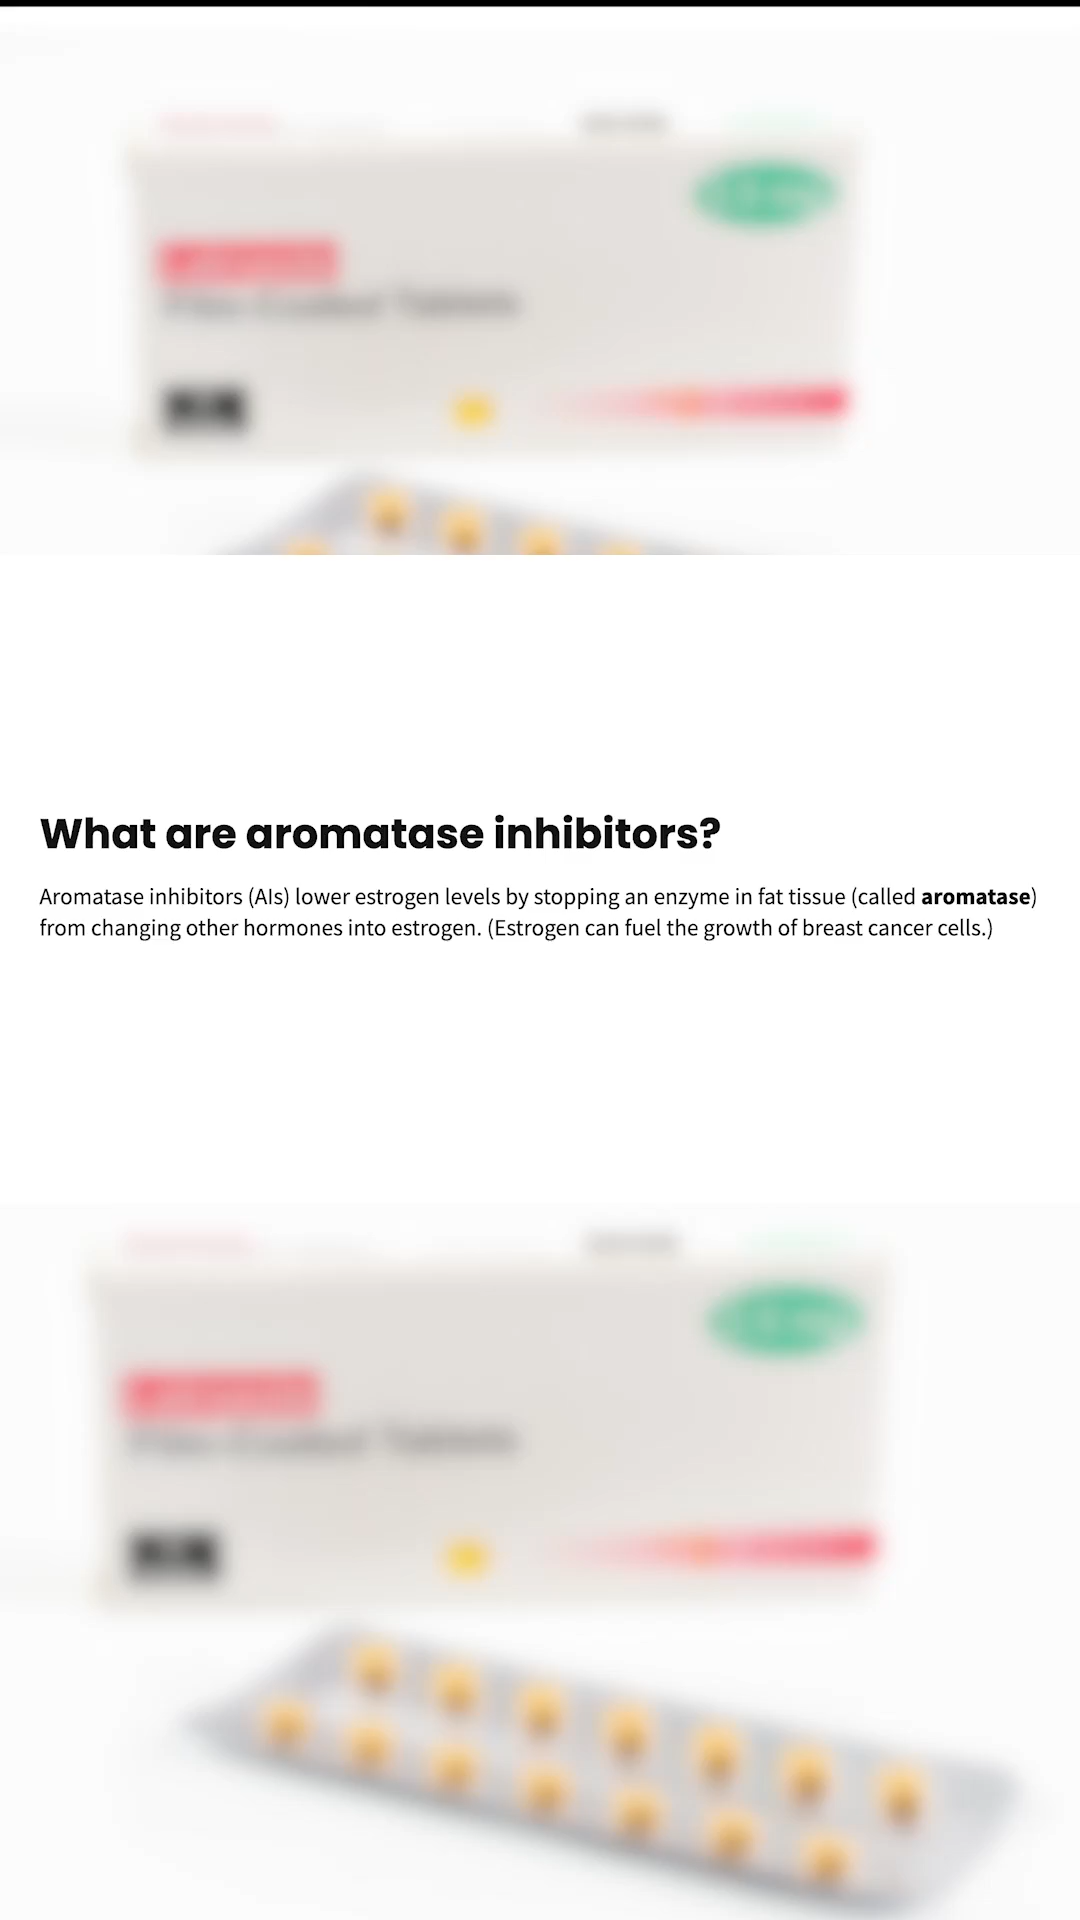 What are aromatase inhibitors?
Aromatase inhibitors (AIs) lower estrogen levels by stopping an enzyme in fat tissue (called aromatase)
from changing other hormones into estrogen. (Estrogen can fuel the growth of breast cancer cells.)